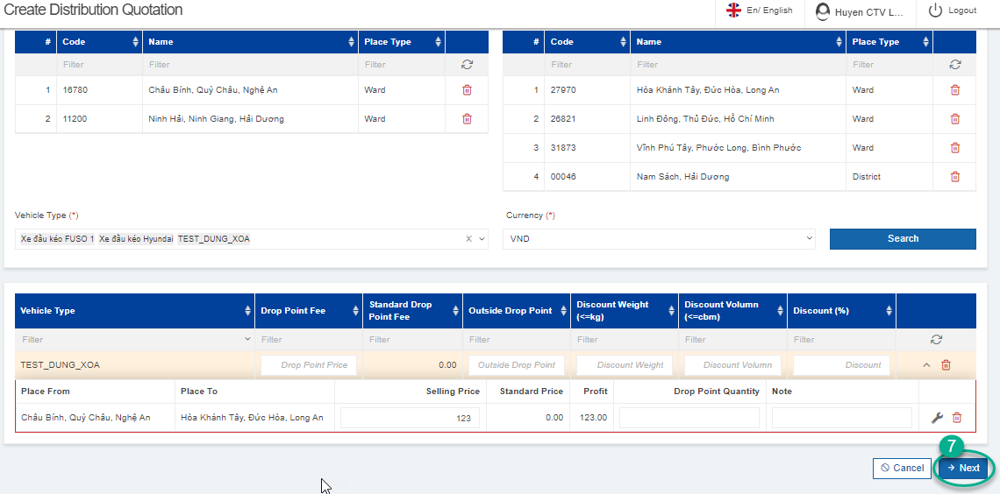 Create Distribution Quotation
En/ English
Huyen CTV L...
Logout
# Code Name Place Type
Filter Filter Filter
1 16780 Châu Bính, Quỳ Châu, Nghệ An Ward
2 11200 Ninh Hải, Ninh Giang, Hải Dương Ward
# Code Name Place Type
Filter Filter Filter
1 27970 Hòa Khánh Tây, Đức Hòa, Long An Ward
2 26821 Linh Đông, Thủ Đức, Hồ Chí Minh Ward
3 31873 Vĩnh Phú Tây, Phước Long, Bình Phước Ward
4 00046 Nam Sách, Hải Dương District
Vehicle Type (*)
Xe đầu kéo FUSO 1 Xe đầu kéo Hyundai TEST_DUNG_XOA
Currency (*)
VND
Search
Vehicle Type Drop Point Fee Standard Drop Point Fee Outside Drop Point Discount Weight (<=kg) Discount Volumn (<=cbm) Discount (%)
Filter Filter Filter Filter Filter Filter Filter
TEST_DUNG_XOA Drop Point Price 0.00 Outside Drop Point Discount Weight Discount Volumn Discount
Place From Place To Selling Price Standard Price Profit Drop Point Quantity Note
Châu Bính, Quỳ Châu, Nghệ An Hòa Khánh Tây, Đức Hòa, Long An 123 0.00 123.00
7
Cancel Next